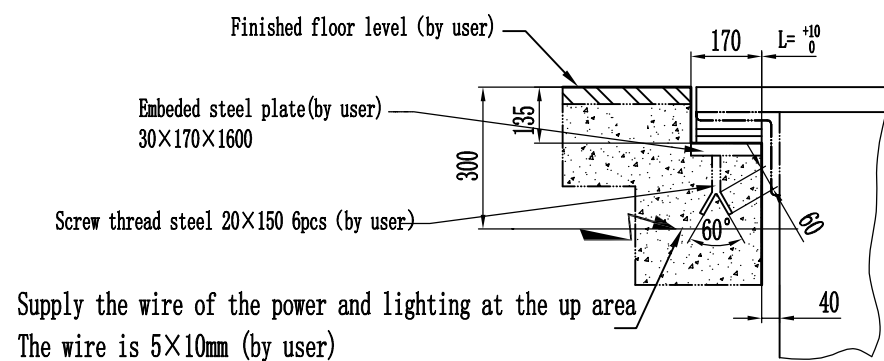 Finished floor level (by user)
170
L= +10 0
Embeded steel plate(by user)
30×170×1600
135
300
Screw thread steel 20×150 6pcs (by user)
60°
60
Supply the wire of the power and lighting at the up area
40
The wire is 5×10mm (by user)